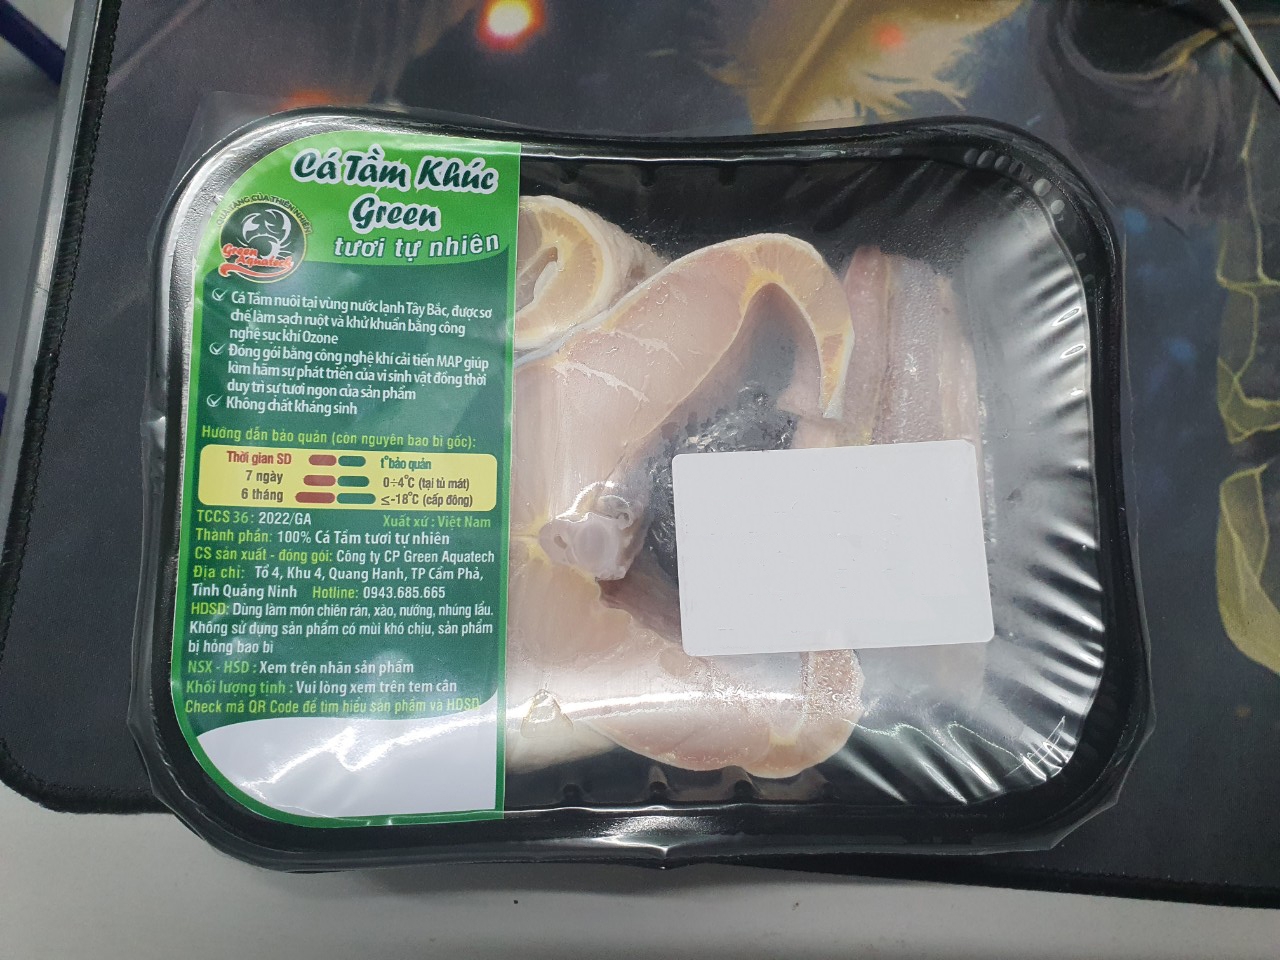 Cá Tầm Khúc
Green
tươi tự nhiên
QUÀ TẶNG CỦA THIÊN NHIÊN
Green
Aquatech
Cá Tầm nuôi tại vùng nước lạnh Tây Bắc, được sơ
chế làm sạch ruột và khử khuẩn bằng công
nghệ sục khí Ozone
Đóng gói bằng công nghệ khí cải tiến MAP giúp
kìm hãm sự phát triển của vi sinh vật đồng thời
duy trì sự tươi ngon của sản phẩm
Không chất kháng sinh
Hướng dẫn bảo quản (còn nguyên bao bì gốc):
Thời gian SD t° bảo quản
7 ngày 0÷4°C (tại tủ mát)
6 tháng ≤-18°C (cấp đông)
TCCS 36: 2022/GA Xuất xứ: Việt Nam
Thành phần: 100% Cá Tầm tươi tự nhiên
CS sản xuất - đóng gói: Công ty CP Green Aquatech
Địa chỉ: Tổ 4, Khu 4, Quang Hanh, TP Cẩm Phả,
Tỉnh Quảng Ninh Hotline: 0943.685.665
HDSD: Dùng làm món chiên rán, xào, nướng, nhúng lẩu.
Không sử dụng sản phẩm có mùi khó chịu, sản phẩm
bị hỏng bao bì
NSX - HSD : Xem trên nhãn sản phẩm
Khối lượng tịnh : Vui lòng xem trên tem cân
Check mã QR Code để tìm hiểu sản phẩm và HDSD